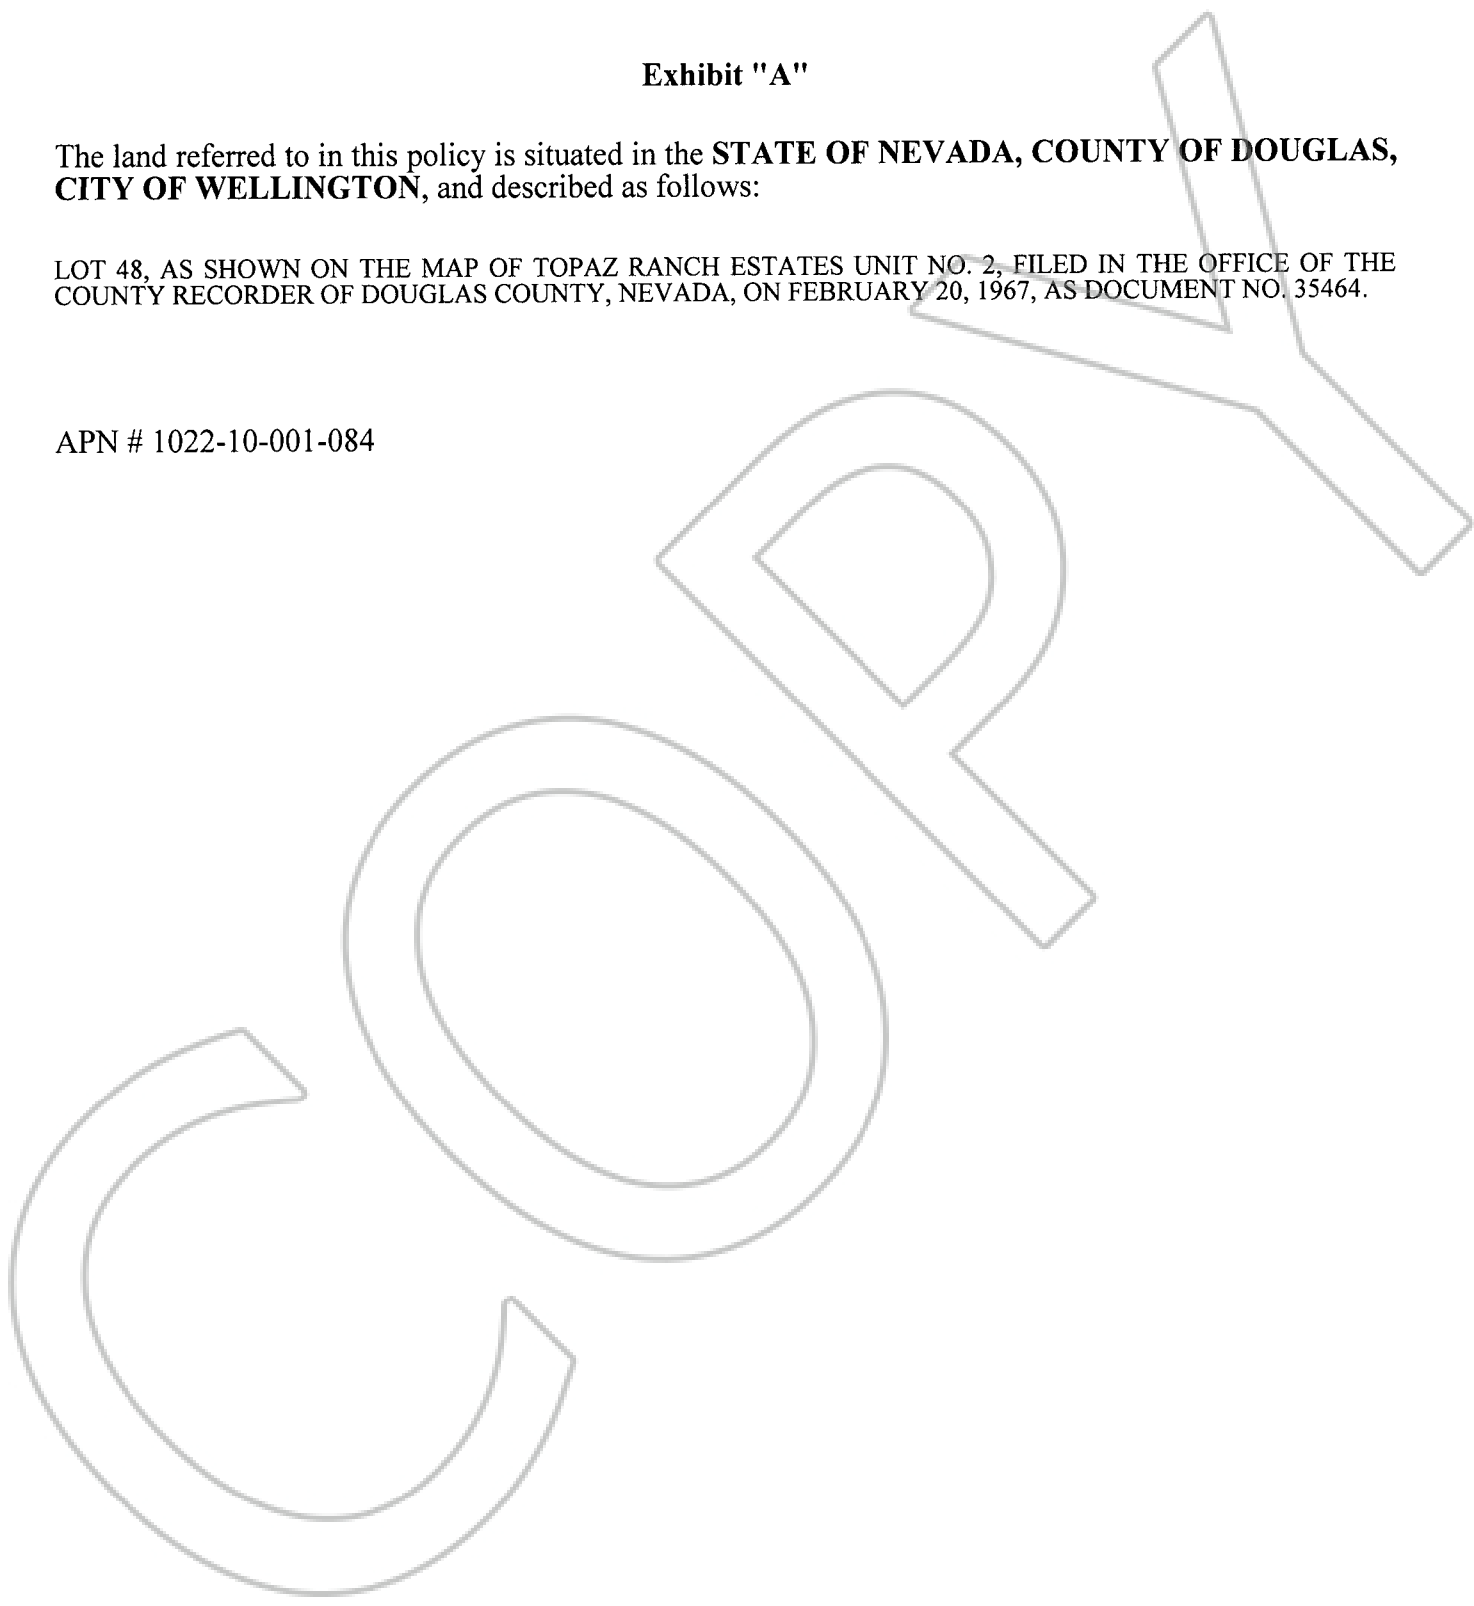 Exhibit "A"
The land referred to in this policy is situated in the STATE OF NEVADA, COUNTY OF DOUGLAS,
CITY OF WELLINGTON, and described as follows:
LOT 48, AS SHOWN ON THE MAP OF TOPAZ RANCH ESTATES UNIT NO. 2, FILED IN THE OFFICE OF THE
COUNTY RECORDER OF DOUGLAS COUNTY, NEVADA, ON FEBRUARY 20, 1967, AS DOCUMENT NO. 35464.
APN # 1022-10-001-084
COPY